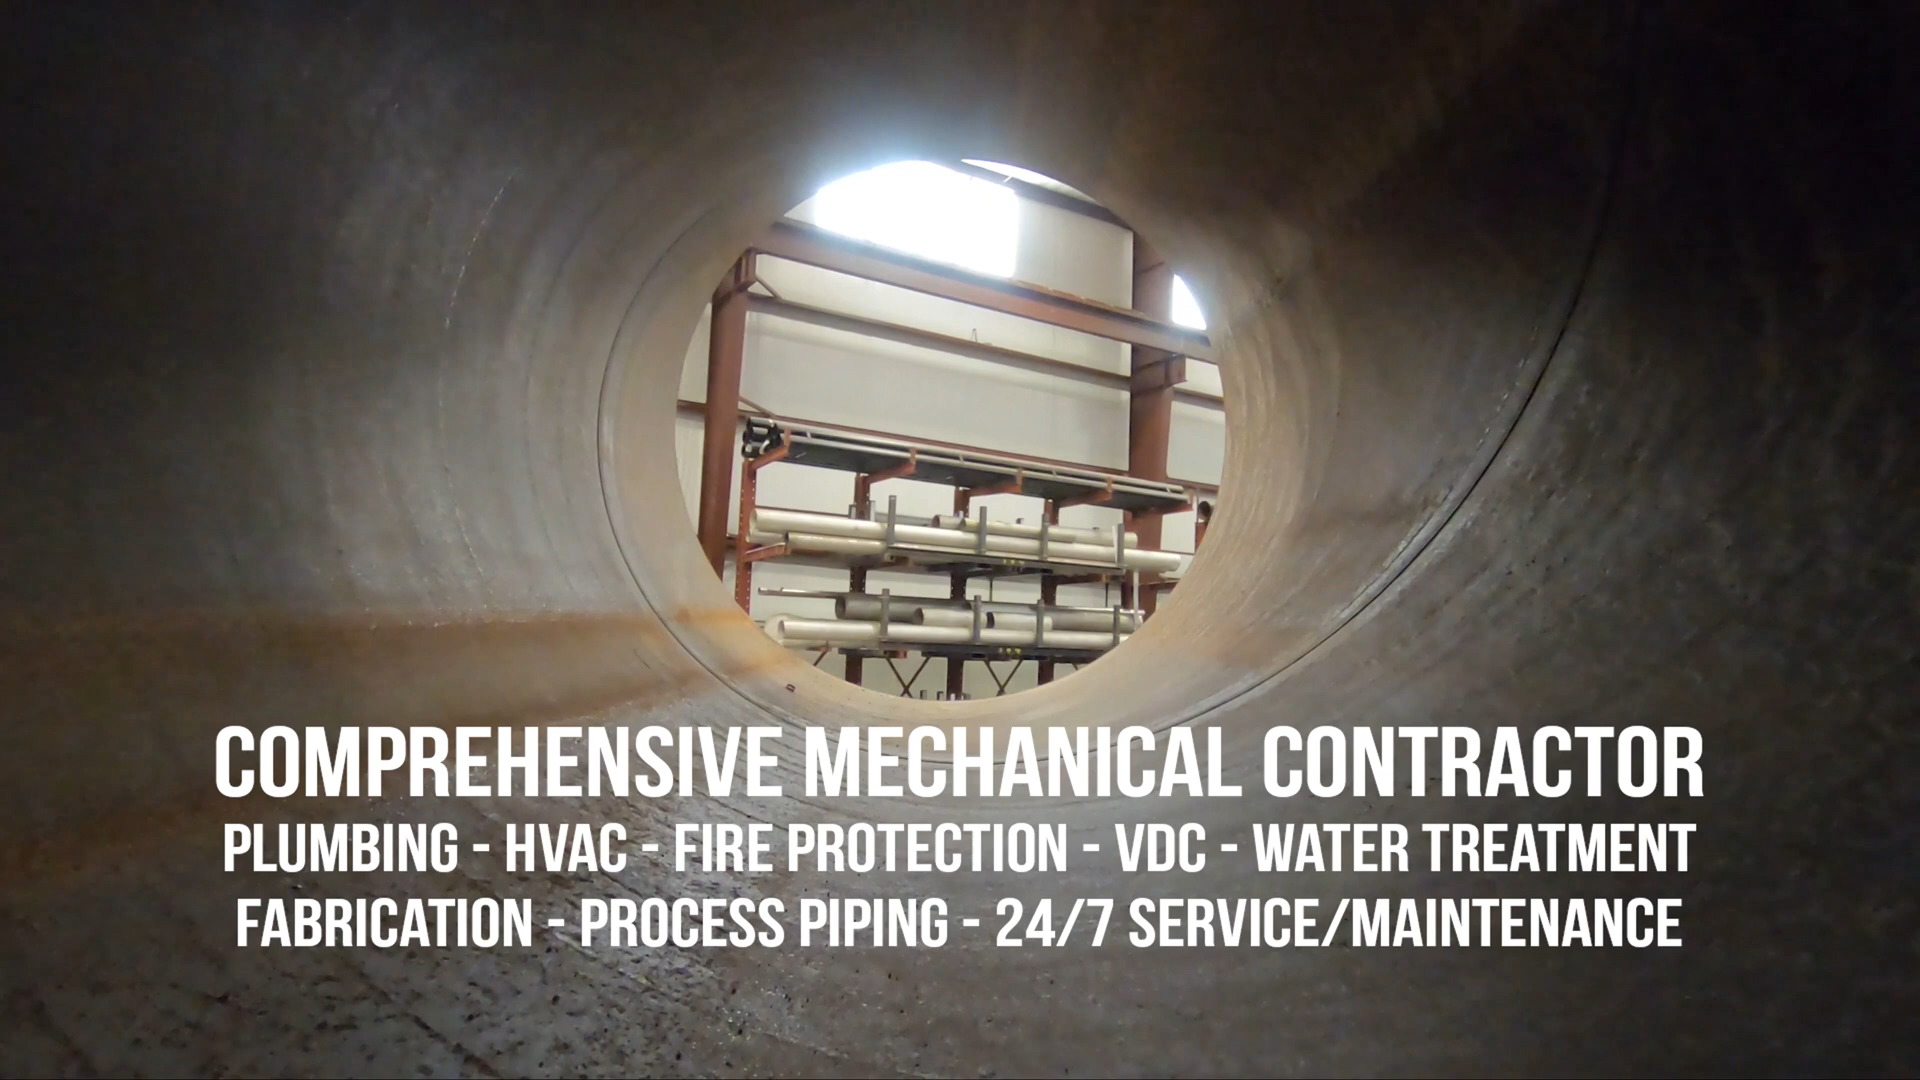 COMPREHENSIVE MECHANICAL CONTRACTOR
PLUMBING - HVAC - FIRE PROTECTION - VDC - WATER TREATMENT
FABRICATION - PROCESS PIPING - 24/7 SERVICE/MAINTENANCE